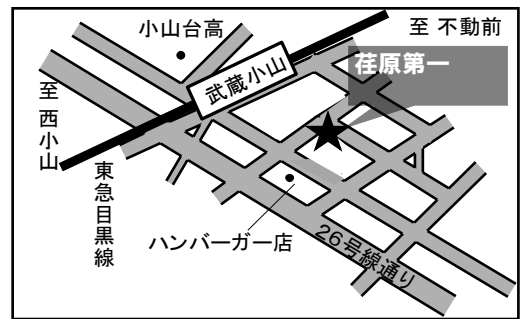 小山台高
至 不動前
荏原第一
武蔵小山
至 西小山
東急目黒線
ハンバーガー店
26号線通り